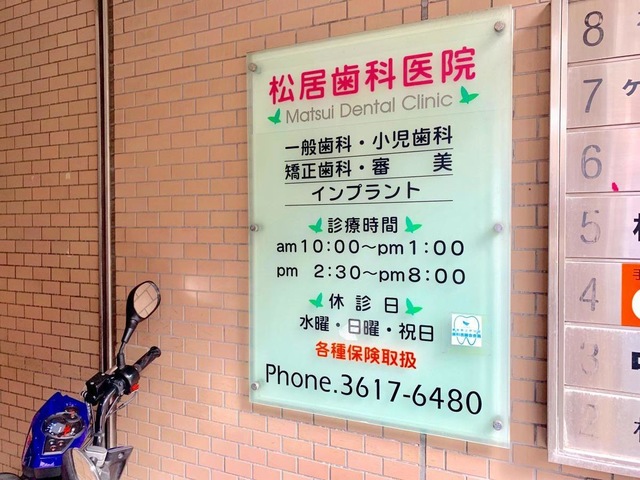 松居歯科医院
Matsui Dental Clinic
一般歯科・小児歯科
矯正歯科・審　美
インプラント
診療時間
am10:00～pm1:00
pm 2:30～pm8:00
休診日
水曜・日曜・祝日
各種保険取扱
Phone.3617-6480
8
7
6
5
4
3
2